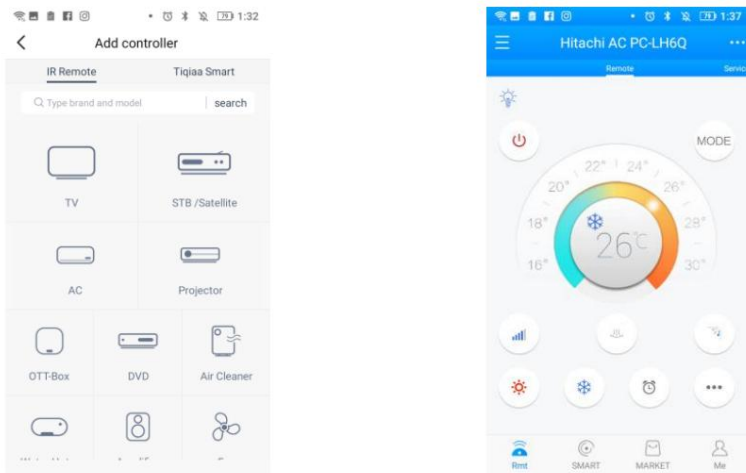 79 1:32
Add controller
IR Remote Tiqiaa Smart
Type brand and model search
TV STB /Satellite
AC Projector
OTT-Box DVD Air Cleaner
79 1:37
Hitachi AC PC-LH6Q
Remote
MODE
22° 24°
20° 26°
18° 28°
26°C
16° 30°
Rmt SMART MARKET Me